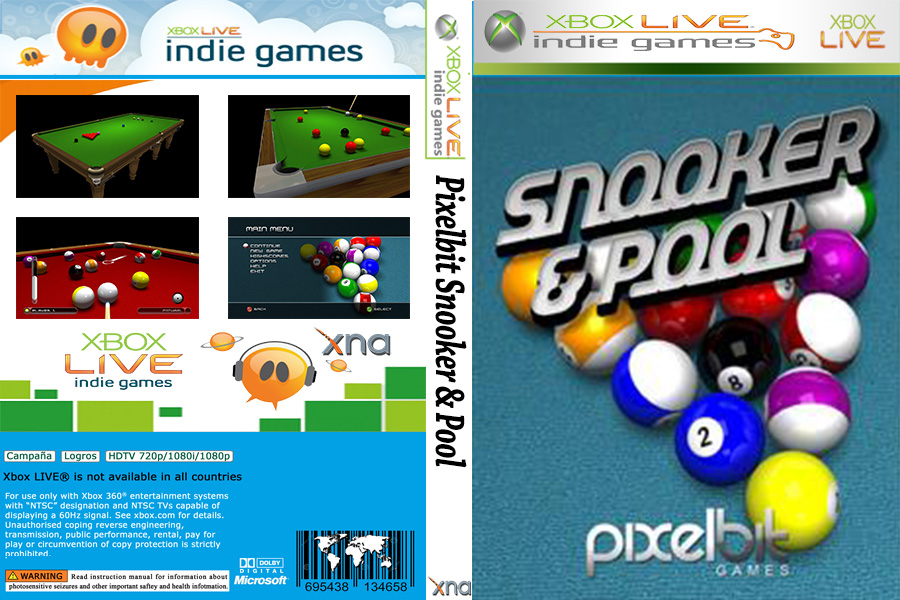 XBOX LIVE
indie games
MAIN MENU
CONTINUE
NEW GAME
HIGHSCORES
OPTIONS
HELP
EXIT
BACK
SELECT
XBOX
LIVE
indie games
xna
Campaña
Logros
HDTV 720p/1080i/1080p
Xbox LIVE® is not available in all countries
For use only with Xbox 360® entertainment systems
with “NTSC” designation and NTSC TVs capable of
displaying a 60Hz signal. See xbox.com for details.
Unauthorised coping reverse engineering,
transmission, public performance, rental, pay for
play or circumvention of copy protection is strictly
prohibited.
WARNING Read instruction manual for information about
photosensitive seizures and other important saftey and health infotmation.
DOLBY
DIGITAL
Microsoft
695438 134658
XBOX LIVE
indie games
Pixelbit Snooker & Pool
xna
XBOX LIVE
indie games
XBOX
LIVE
SNOOKER
& POOL
8
2
pixelbit
GAMES